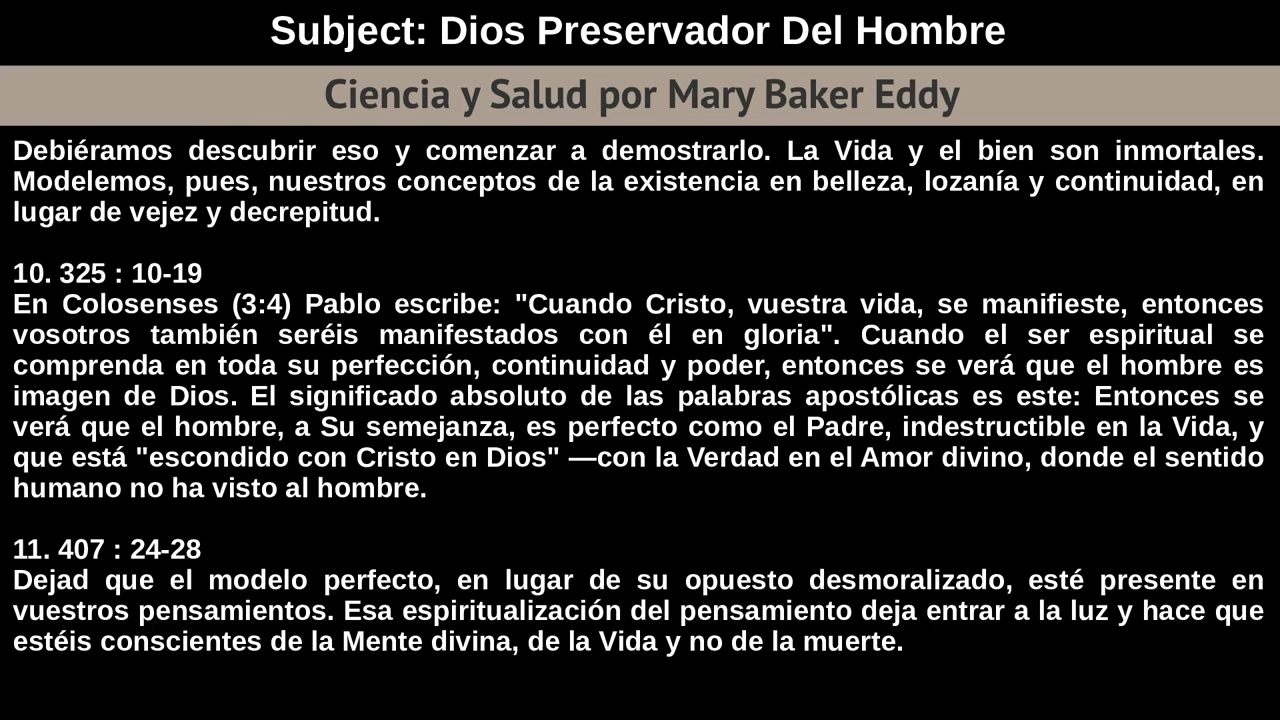 Subject: Dios Preservador Del Hombre
Ciencia y Salud por Mary Baker Eddy
Debiéramos descubrir eso y comenzar a demostrarlo. La Vida y el bien son inmortales.
Modelemos, pues, nuestros conceptos de la existencia en belleza, lozanía y continuidad, en
lugar de vejez y decrepitud.
10. 325 : 10-19
En Colosenses (3:4) Pablo escribe: "Cuando Cristo, vuestra vida, se manifieste, entonces
vosotros también seréis manifestados con él en gloria". Cuando el ser espiritual se
comprenda en toda su perfección, continuidad y poder, entonces se verá que el hombre es
imagen de Dios. El significado absoluto de las palabras apostólicas es este: Entonces se
verá que el hombre, a Su semejanza, es perfecto como el Padre, indestructible en la Vida, y
que está "escondido con Cristo en Dios" —con la Verdad en el Amor divino, donde el sentido
humano no ha visto al hombre.
11. 407 : 24-28
Dejad que el modelo perfecto, en lugar de su opuesto desmoralizado, esté presente en
vuestros pensamientos. Esa espiritualización del pensamiento deja entrar a la luz y hace que
estéis conscientes de la Mente divina, de la Vida y no de la muerte.